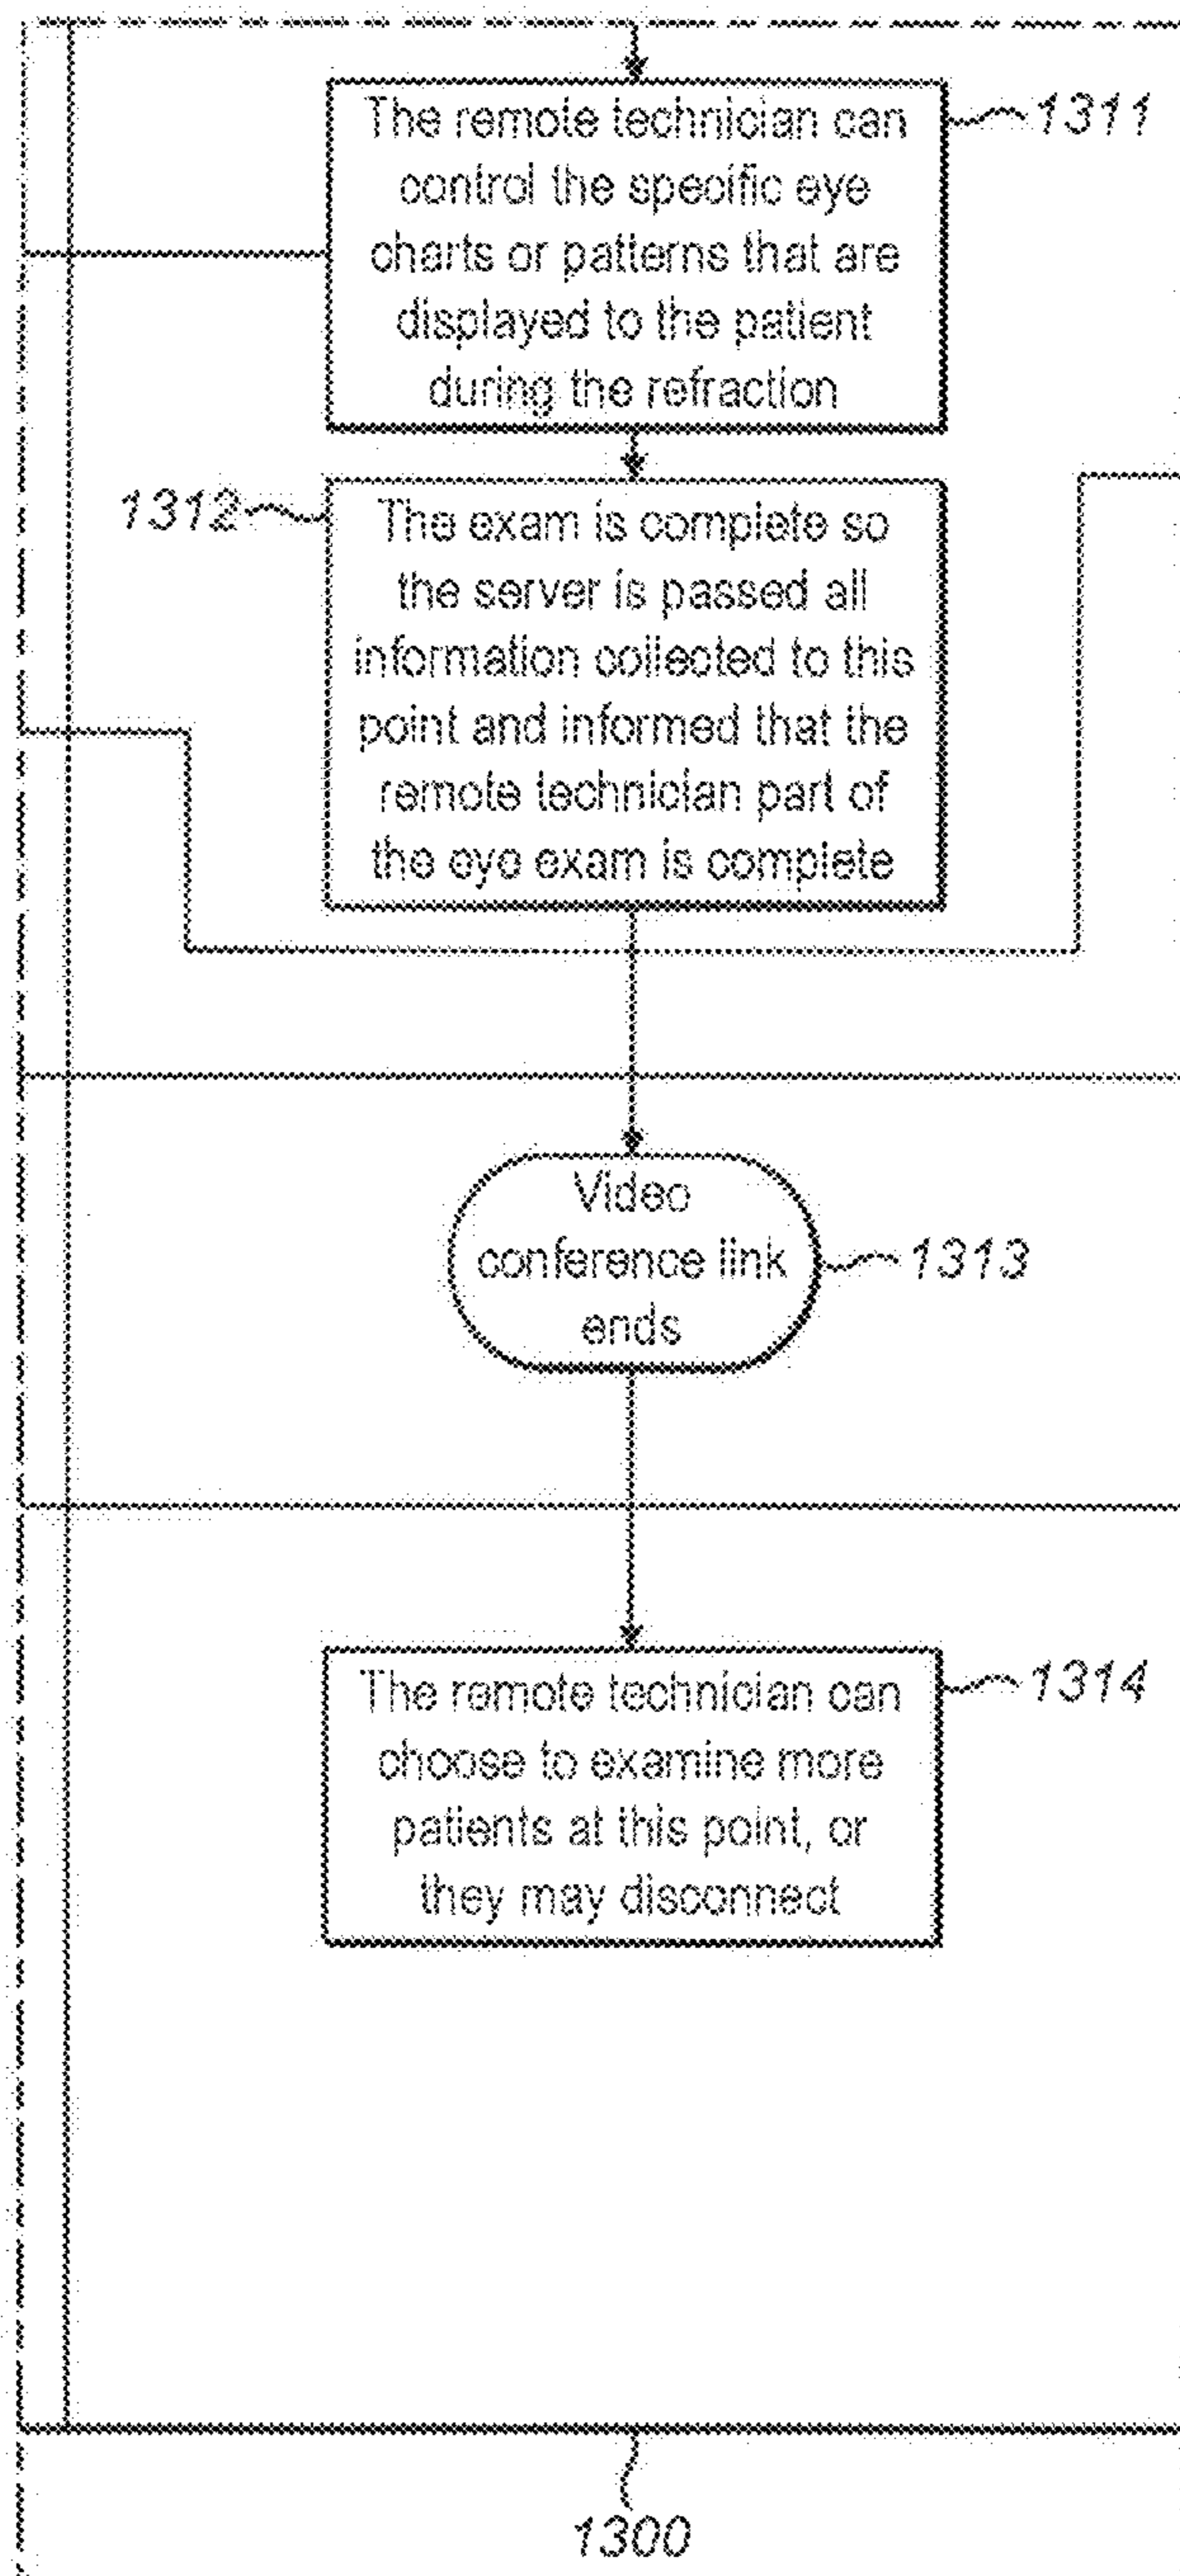 The remote technician can
control the specific eye
charts or patterns that are
displayed to the patient
during the refraction
1311
1312
The exam is complete so
the server is passed all
information collected to this
point and informed that the
remote technician part of
the eye exam is complete
Video
conference link
ends
1313
The remote technician can
choose to examine more
patients at this point, or
they may disconnect
1314
1300